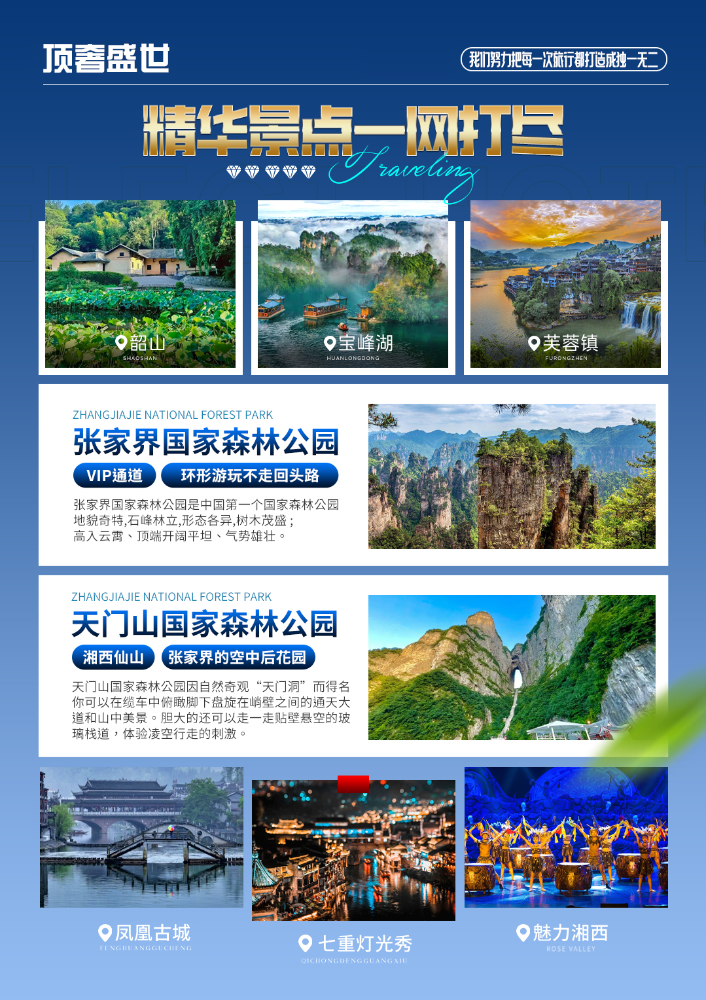 顶奢盛世
我们努力把每一次旅行都打造成独一无二
精华景点一网打尽
Traveling
韶山
SHAOSHAN
宝峰湖
HUANLONGDONG
芙蓉镇
FURONGZHEN
ZHANGJIAJIE NATIONAL FOREST PARK
张家界国家森林公园
VIP通道
环形游玩不走回头路
张家界国家森林公园是中国第一个国家森林公园
地貌奇特,石峰林立,形态各异,树木茂盛；
高入云霄、顶端开阔平坦、气势雄壮。
ZHANGJIAJIE NATIONAL FOREST PARK
天门山国家森林公园
湘西仙山
张家界的空中后花园
天门山国家森林公园因自然奇观“天门洞”而得名
你可以在缆车中俯瞰脚下盘旋在峭壁之间的通天大
道和山中美景。胆大的还可以走一走贴壁悬空的玻
璃栈道，体验凌空行走的刺激。
凤凰古城
FENGHUANGGUCHENG
七重灯光秀
QICHONGDENGGUANGXIU
魅力湘西
ROSE VALLEY